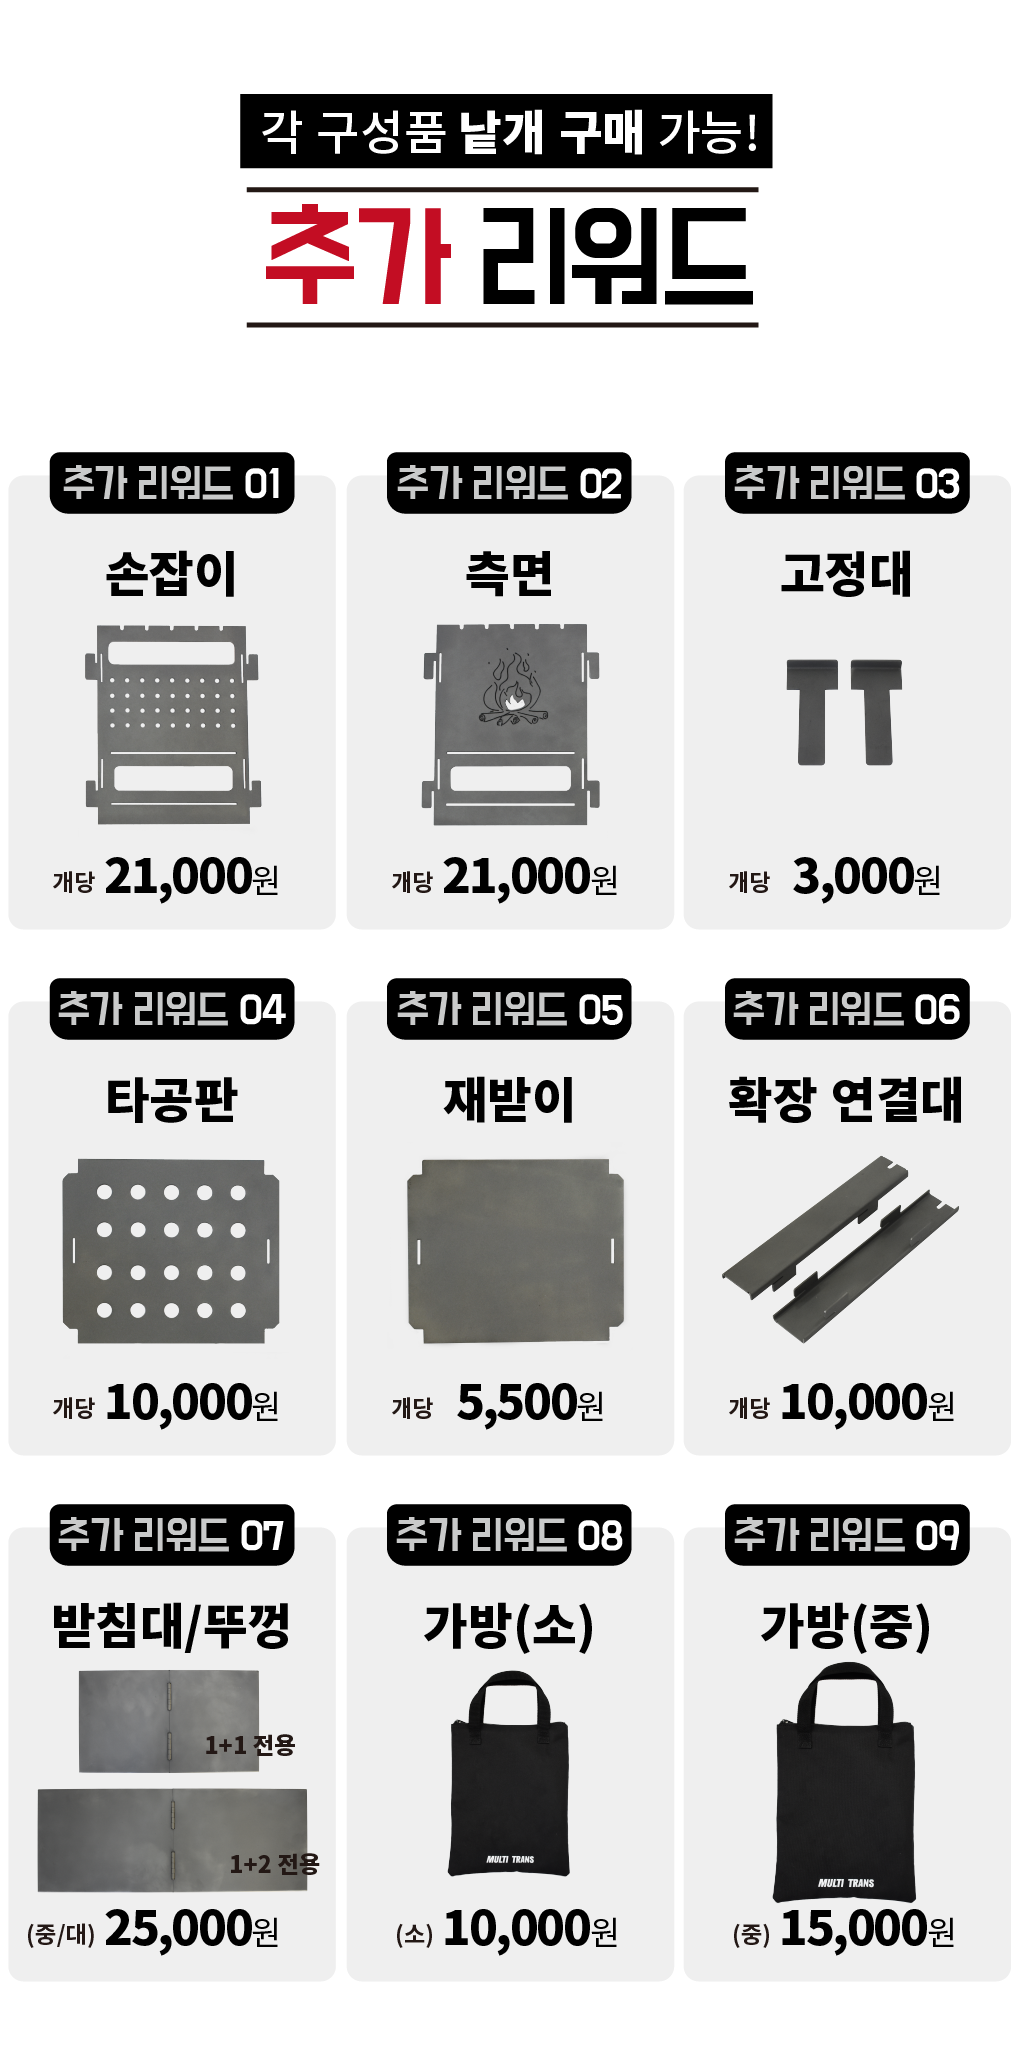 각 구성품 낱개 구매 가능!
추가 리워드
추가 리워드 01
손잡이
개당 21,000원
추가 리워드 02
측면
개당 21,000원
추가 리워드 03
고정대
개당 3,000원
추가 리워드 04
타공판
개당 10,000원
추가 리워드 05
재받이
개당 5,500원
추가 리워드 06
확장 연결대
개당 10,000원
추가 리워드 07
받침대/뚜껑
1+1 전용
1+2 전용
(중/대) 25,000원
추가 리워드 08
가방(소)
MULTI TRANS
(소) 10,000원
추가 리워드 09
가방(중)
MULTI TRANS
(중) 15,000원